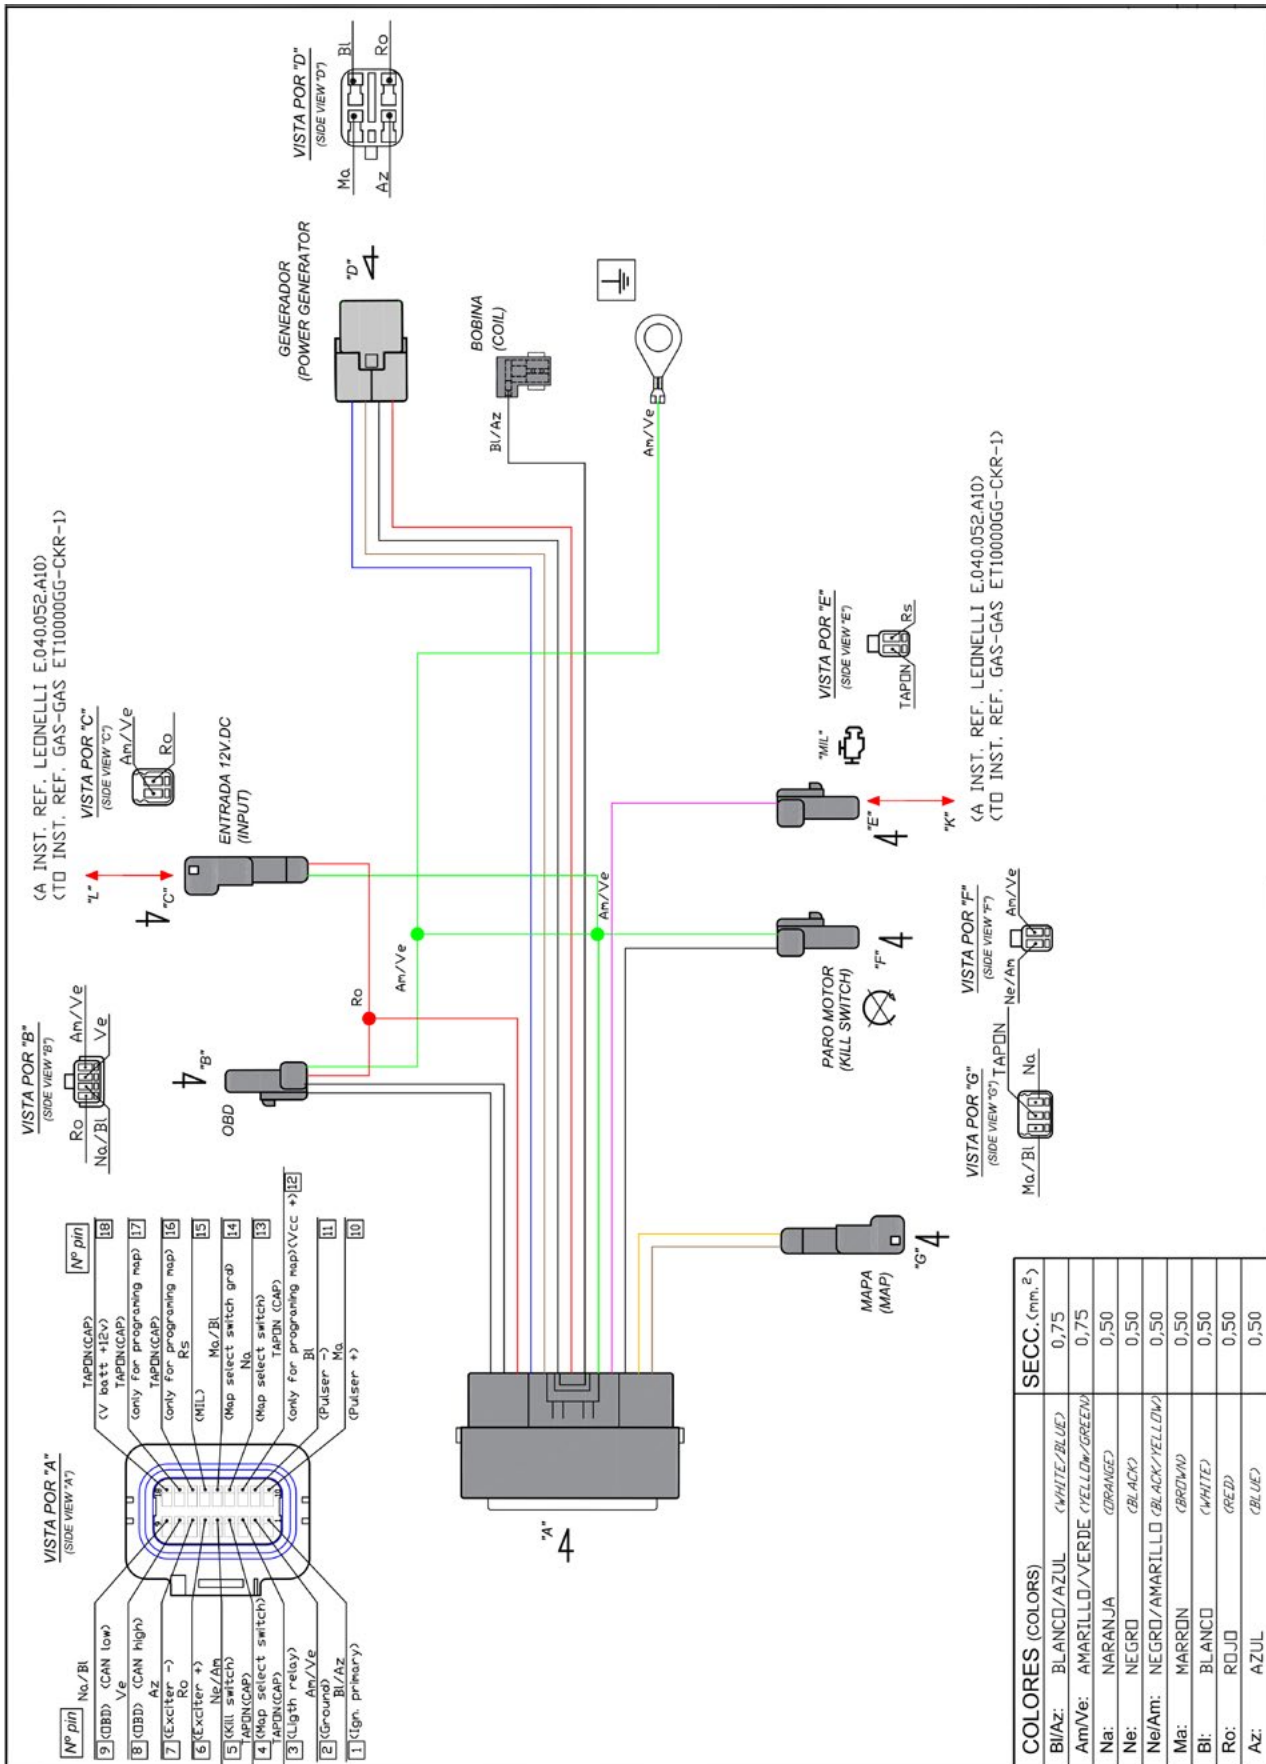 VISTA POR "A"
(SIDE VIEW"A")
Nº pin
Na/Bl
9 (OBD) (CAN low)
Ve
8 (OBD) (CAN high)
Az
7 (Exciter -)
Ro
6 (Exciter +)
Ne/Am
5 (Kill switch)
TAPON(CAP)
4 (Map select switch)
TAPON(CAP)
3 (Ligth relay)
Am/Ve
2 (Ground)
Bl/Az
1 (Ign. primary)
9
18
1
10
Nº pin
TAPON(CAP)
(V batt +12v) 18
TAPON(CAP)
(only for programing map) 17
TAPON(CAP)
(only for programing map) 16
Rs
(MIL) 15
Ma/Bl
(Map select switch grd) 14
Na
(Map select switch) 13
TAPON (CAP)
(only for programing map)(Vcc +) 12
Bl
(Pulser -) 11
Ma
(Pulser +) 10
VISTA POR "B"
(SIDE VIEW"B")
Ro
Na/Bl
Am/Ve
Ve
4
"B"
OBD
(A INST. REF. LEONELLI E.040.052.A10)
(TO INST. REF. GAS-GAS ET10000GG-CKR-1)
"L"
4
"C"
VISTA POR "C"
(SIDE VIEW"C")
Am/Ve
Ro
ENTRADA 12V.DC
(INPUT)
Ro
Am/Ve
Am/Ve
GENERADOR
(POWER GENERATOR
"D"
4
VISTA POR "D"
(SIDE VIEW"D")
Ma
Az
Bl
Ro
BOBINA
(COIL)
Bl/Az
Am/Ve
"A"
4
MAPA
(MAP)
"G"
4
VISTA POR "G"
(SIDE VIEW"G")
TAPON
Ma/Bl
Na
PARO MOTOR
(KILL SWITCH)
"F"
4
VISTA POR "F"
(SIDE VIEW"F")
Ne/Am
Am/Ve
"MIL"
"E"
4
"K"
VISTA POR "E"
(SIDE VIEW"E")
TAPON
Rs
(A INST. REF. LEONELLI E.040.052.A10)
(TO INST. REF. GAS-GAS ET10000GG-CKR-1)
COLORES (COLORS) SECC.(mm.²)
Bl/Az: BLANCO/AZUL (WHITE/BLUE) 0,75
Am/Ve: AMARILLO/VERDE (YELLOW/GREEN) 0,75
Na: NARANJA (ORANGE) 0,50
Ne: NEGRO (BLACK) 0,50
Ne/Am: NEGRO/AMARILLO (BLACK/YELLOW) 0,50
Ma: MARRON (BROWN) 0,50
Bl: BLANCO (WHITE) 0,50
Ro: ROJO (RED) 0,50
Az: AZUL (BLUE) 0,50